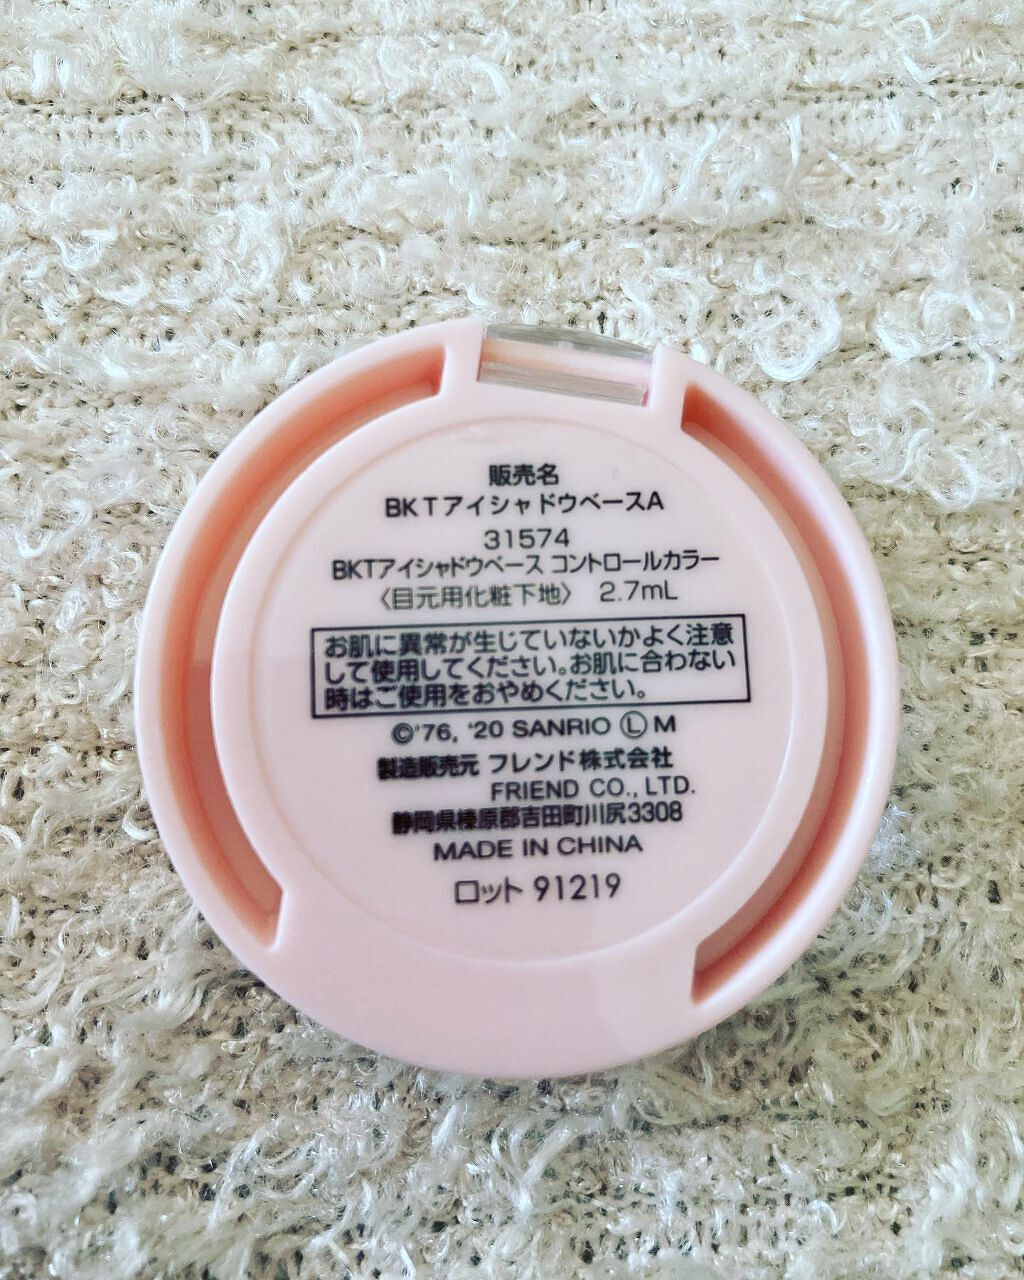 販売名
BKTアイシャドウベースA
31574
BKTアイシャドウベース コントロールカラー
〈目元用化粧下地〉 2.7mL
お肌に異常が生じていないかよく注意
して使用してください。お肌に合わない
時はご使用をおやめください。
©'76, '20 SANRIO Ⓛ M
製造販売元 フレンド株式会社
FRIEND CO., LTD.
静岡県榛原郡吉田町川尻3308
MADE IN CHINA
ロット 91219